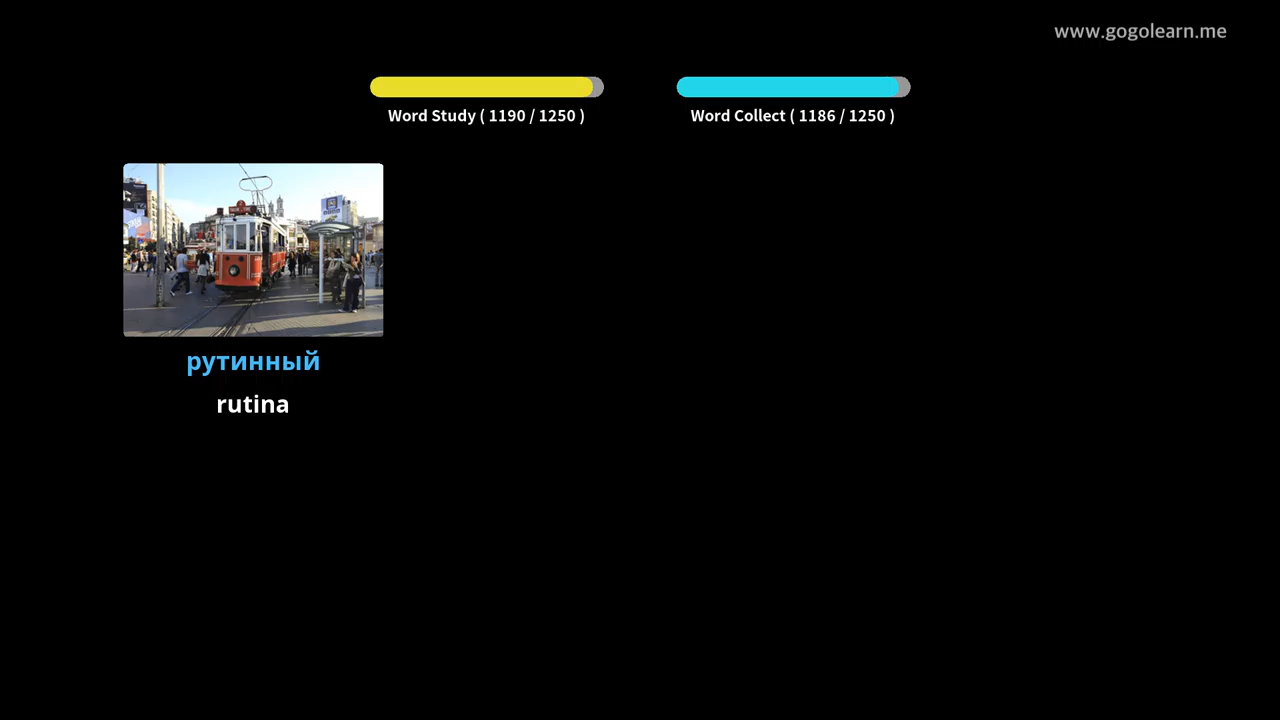 www.gogolearn.me
Word Study ( 1190 / 1250 )
Word Collect ( 1186 / 1250 )
рутинный
rutina